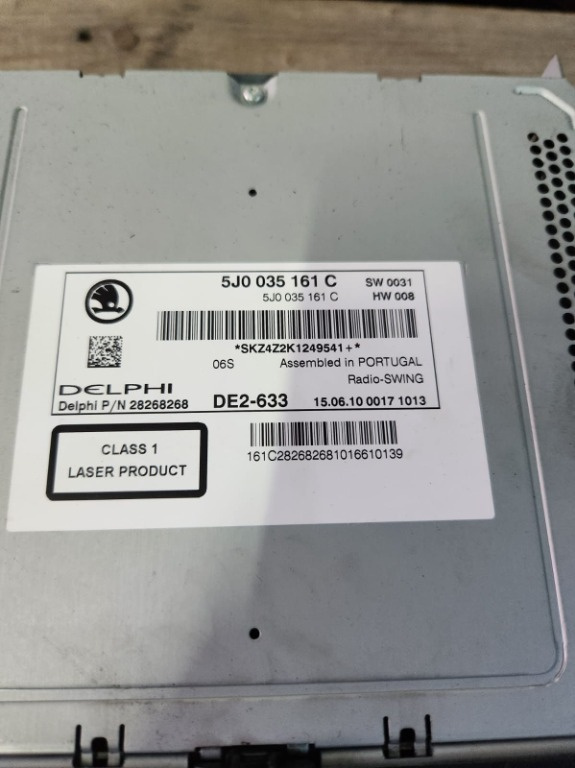 5J0 035 161 C SW 0031
5J0 035 161 C HW 008
*SKZ4Z2K1249541+*
06S Assembled in PORTUGAL
Radio-SWING
DELPHI
Delphi P/N 28268268 DE2-633 15.06.10 0017 1013
CLASS 1
LASER PRODUCT
161C282682681016610139